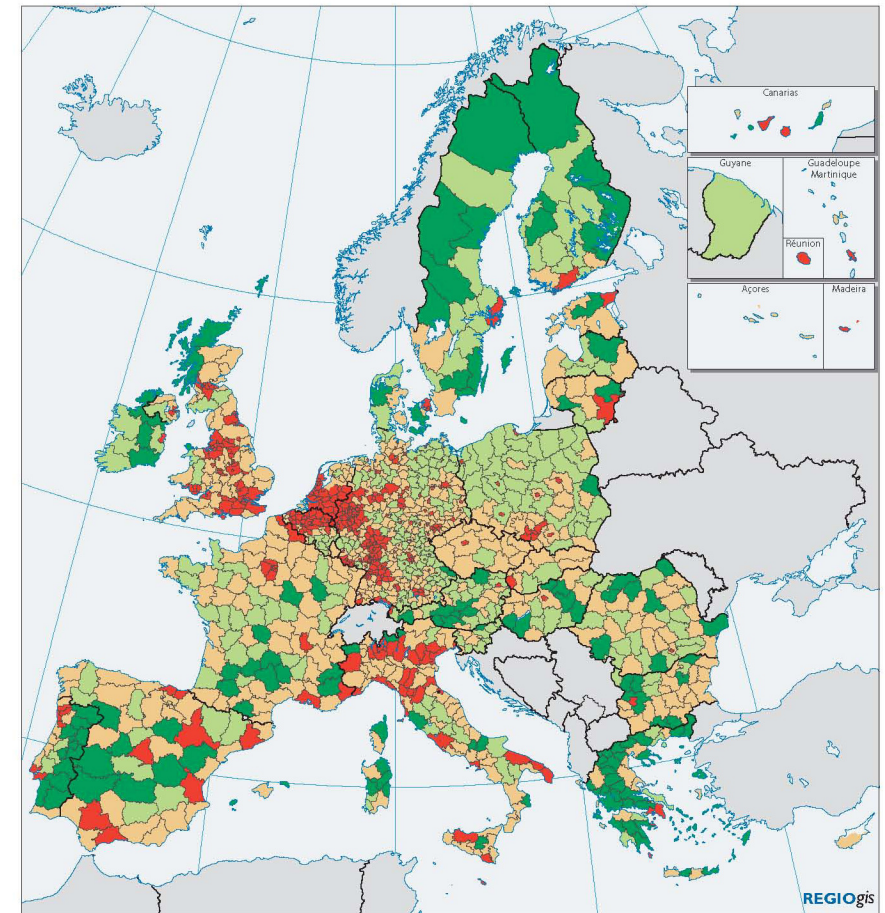 Canarias
Guyane
Guadeloupe
Martinique
Réunion
Açores
Madeira
REGIOgis